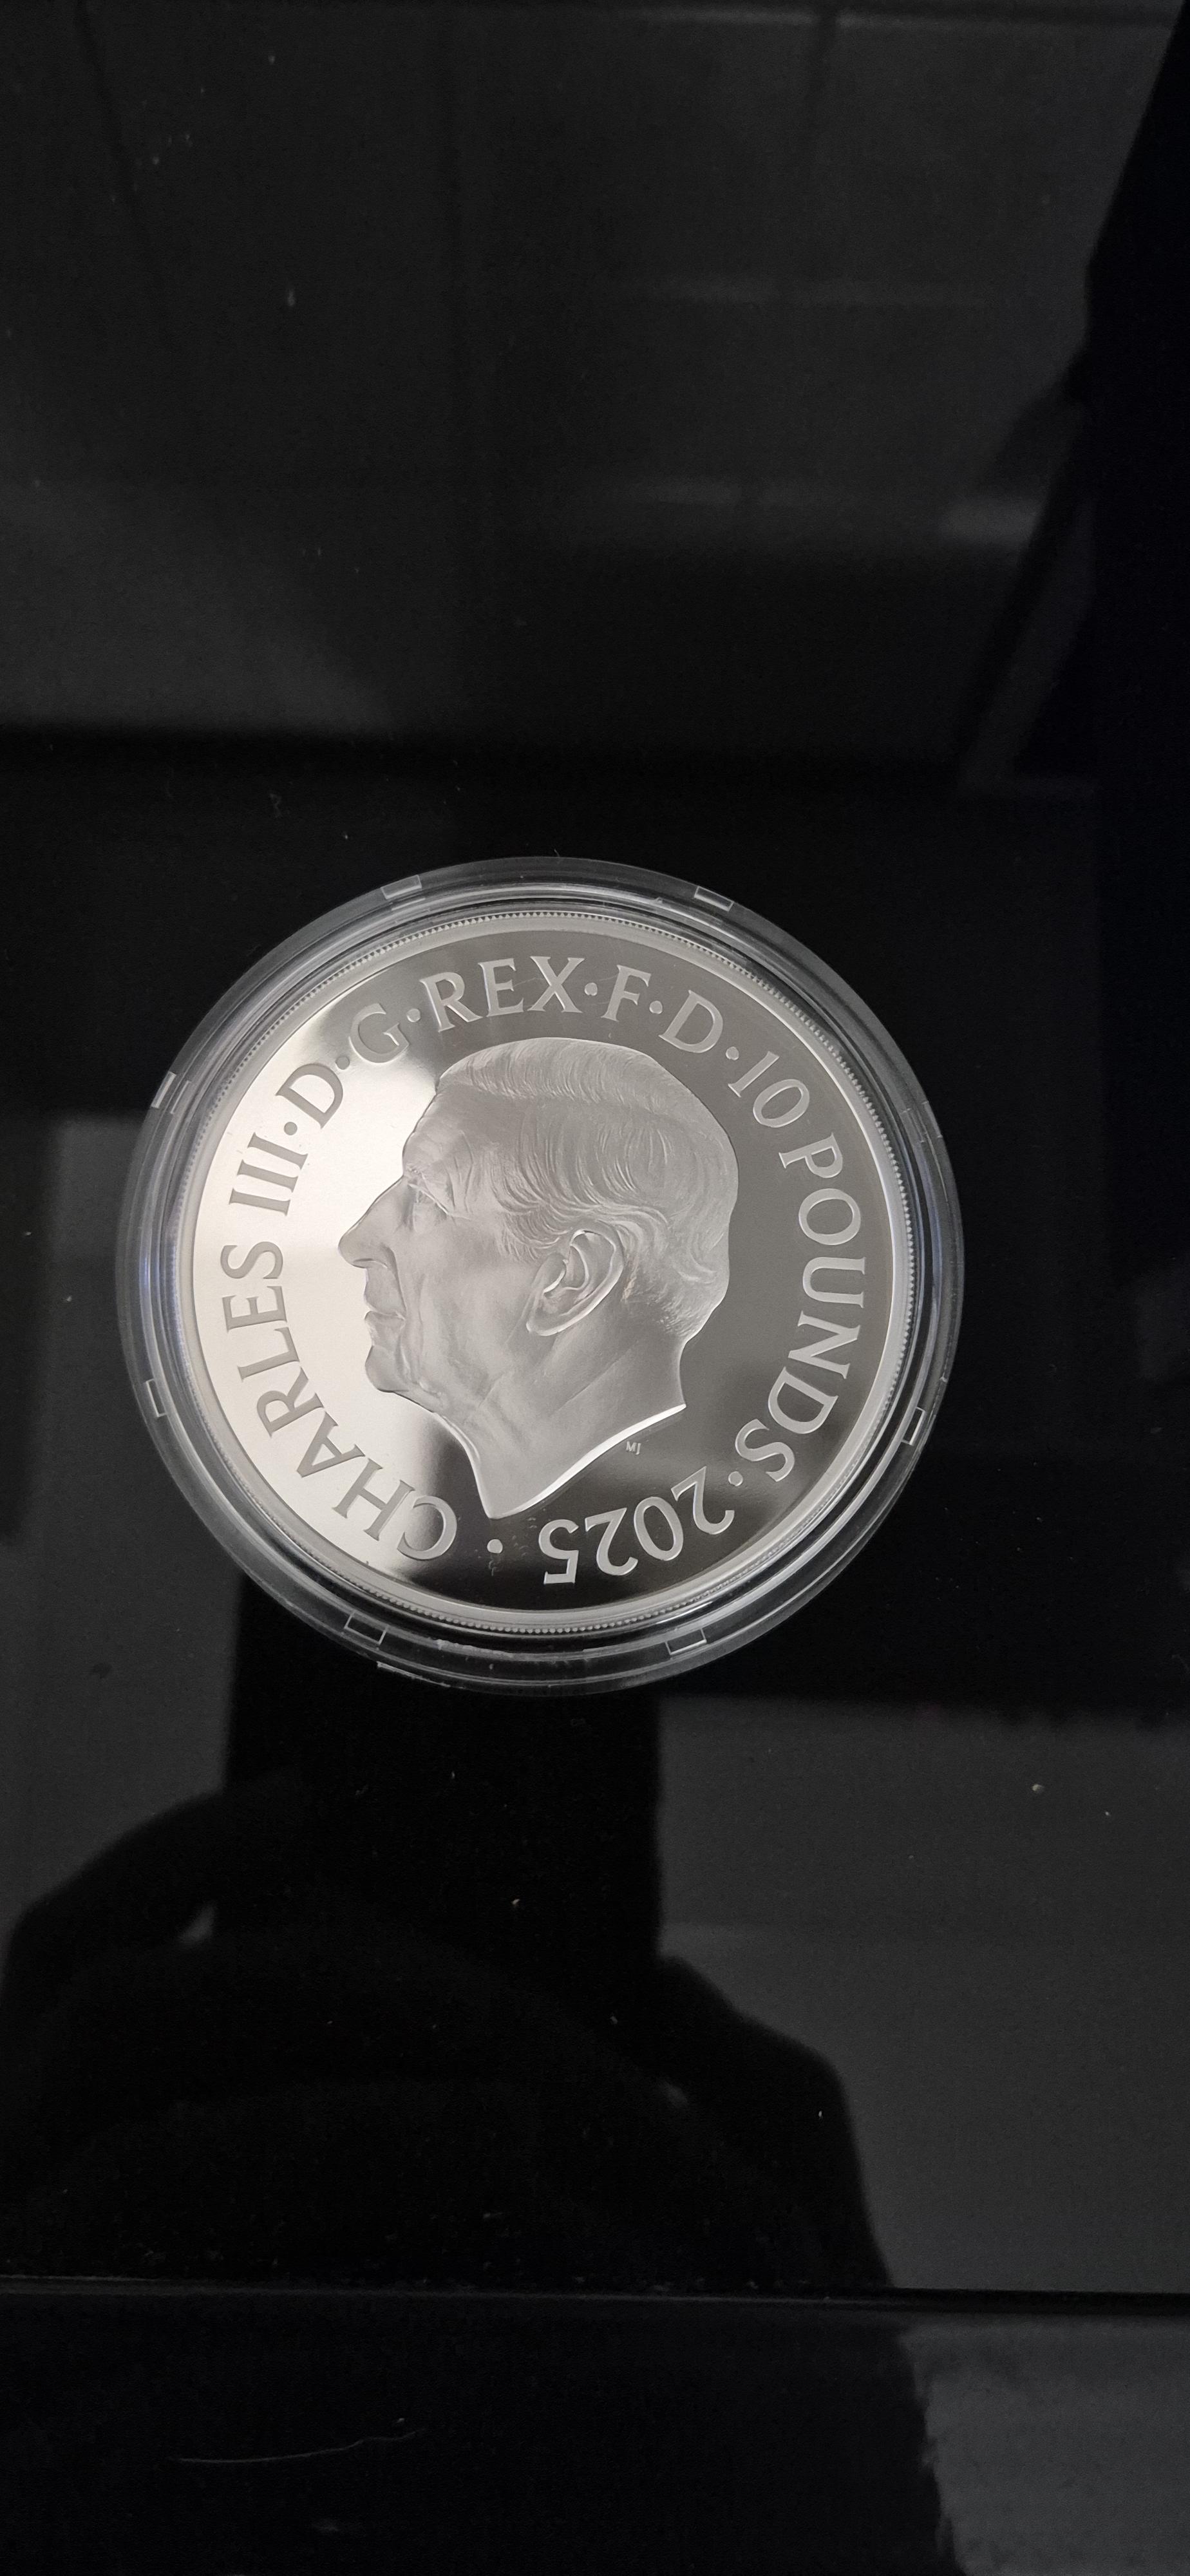 CHARLES III·D·G·REX·F·D·10 POUNDS·2025·
MJ